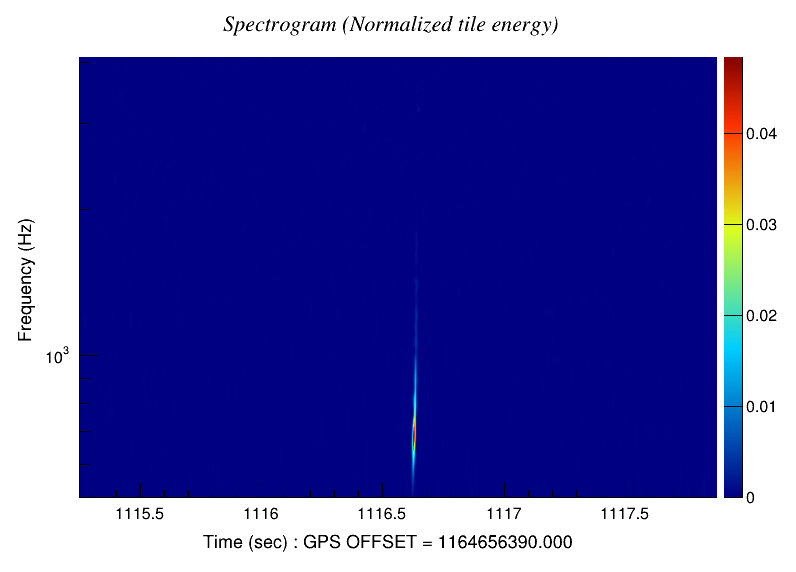 Spectrogram (Normalized tile energy)
0.04
0.03
0.02
0.01
0
Frequency (Hz)
10³
1115.5 1116 1116.5 1117 1117.5
Time (sec) : GPS OFFSET = 1164656390.000